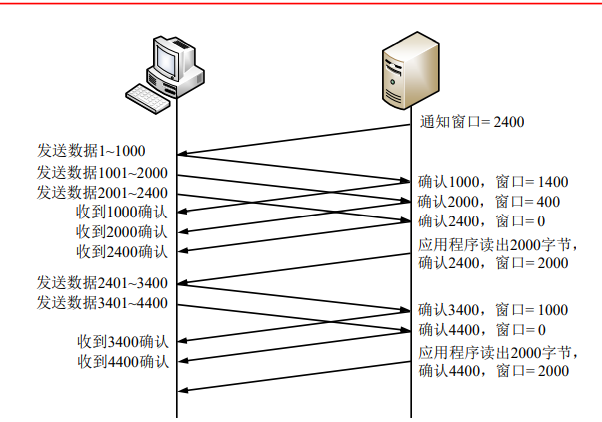 通知窗口= 2400
发送数据1~1000
发送数据1001~2000
确认1000，窗口= 1400
发送数据2001~2400
确认2000，窗口= 400
收到1000确认
确认2400，窗口= 0
收到2000确认
应用程序读出2000字节，
收到2400确认
确认2400，窗口= 2000
发送数据2401~3400
发送数据3401~4400
确认3400，窗口= 1000
确认4400，窗口= 0
收到3400确认
应用程序读出2000字节，
收到4400确认
确认4400，窗口= 2000